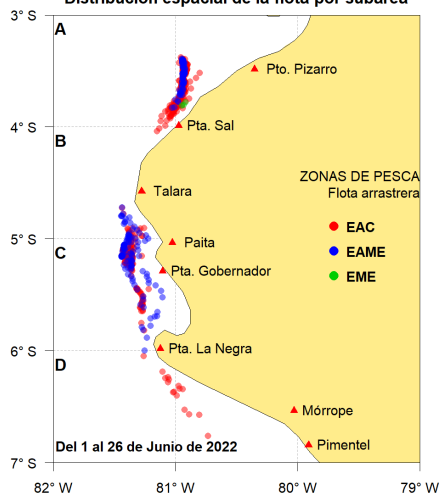 Distribución espacial de la flota por subárea
3° S
A
Pto. Pizarro
4° S
Pta. Sal
B
ZONAS DE PESCA
Flota arrastrera
Talara
EAC
5° S
Paita
C
EAME
Pta. Gobernador
EME
6° S
Pta. La Negra
D
Mórrope
Del 1 al 26 de Junio de 2022
Pimentel
7° S
82° W
81° W
80° W
79° W